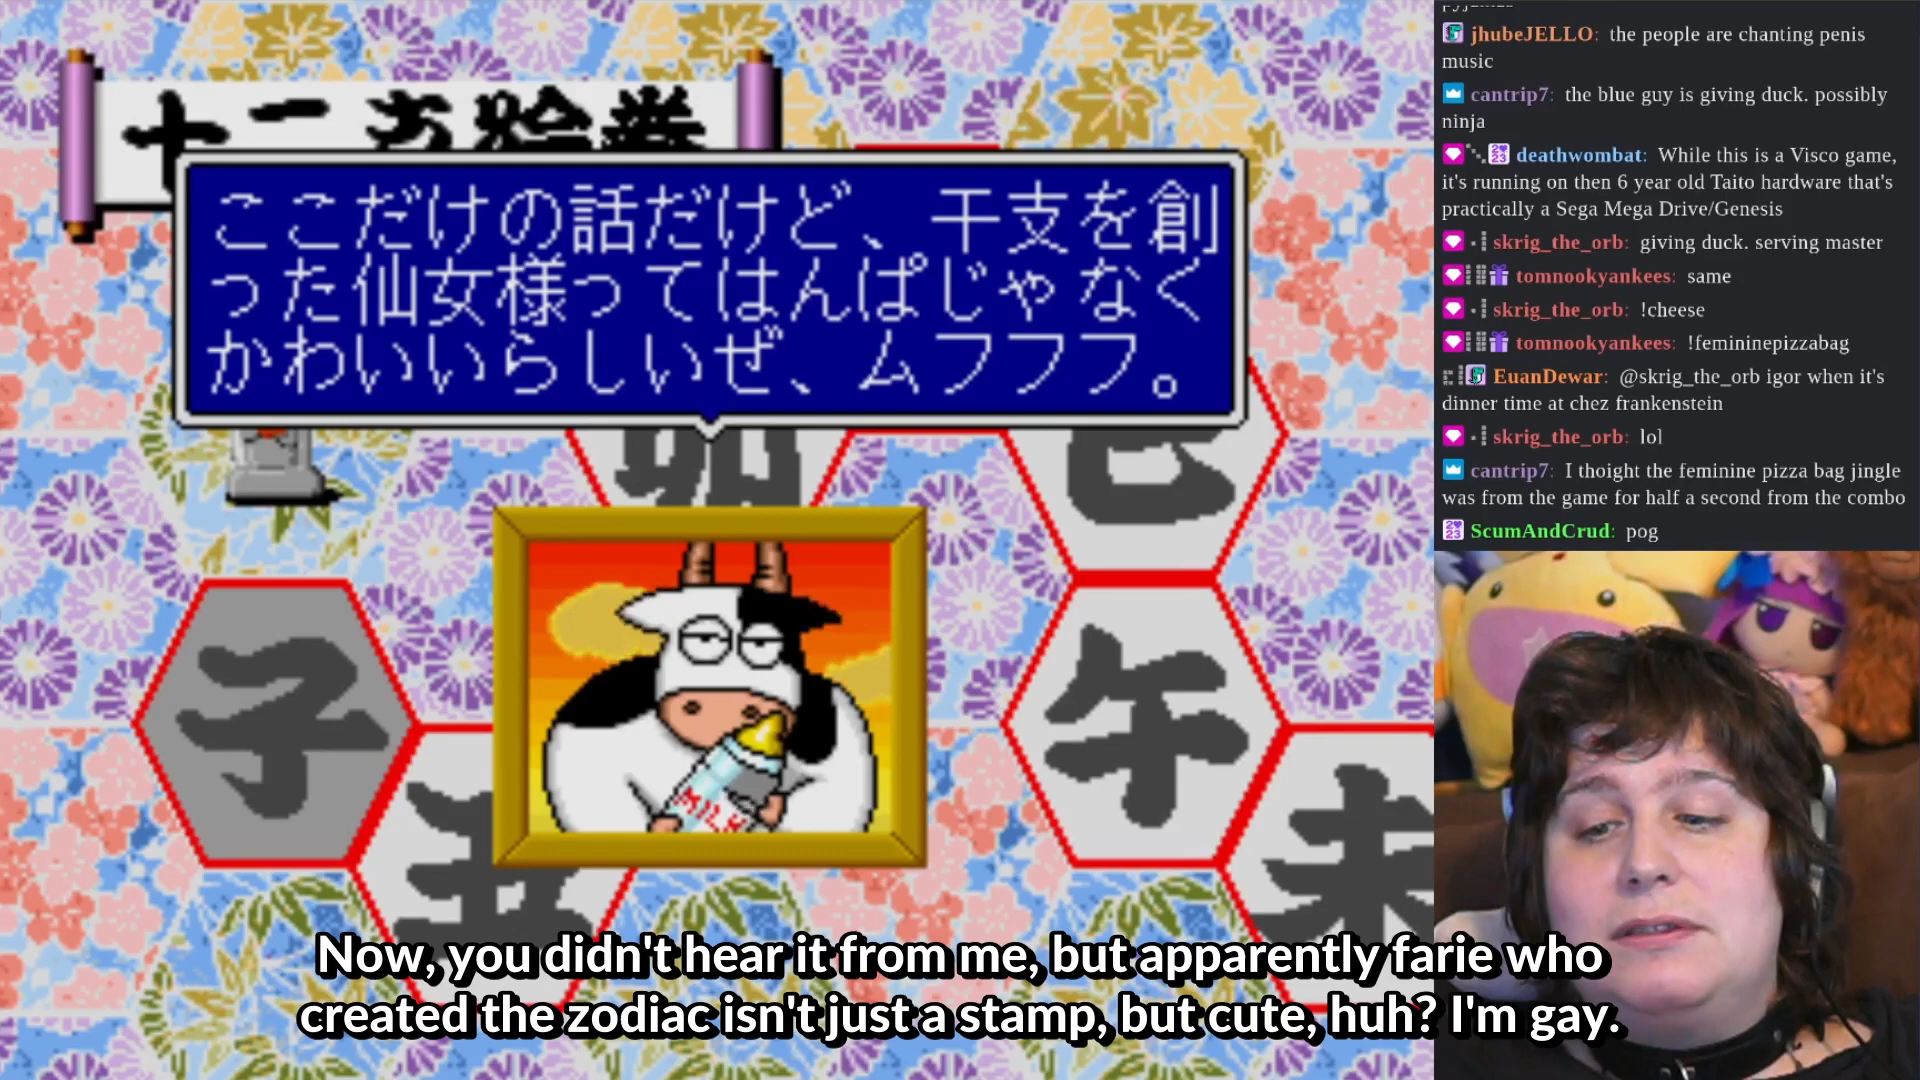 十二支絵巻
ここだけの話だけど、干支を創
った仙女様ってはんぱじゃなく
かわいいらしいぜ、ムフフフ。
卯
巳
子
午
丑
未
MILK
Now, you didn't hear it from me, but apparently farie who
created the zodiac isn't just a stamp, but cute, huh? I'm gay.
jhubeJELLO: the people are chanting penis
music
cantrip7: the blue guy is giving duck. possibly
ninja
deathwombat: While this is a Visco game,
it's running on then 6 year old Taito hardware that's
practically a Sega Mega Drive/Genesis
skrig_the_orb: giving duck. serving master
tomnookyankees: same
skrig_the_orb: !cheese
tomnookyankees: !femininepizzabag
EuanDewar: @skrig_the_orb igor when it's
dinner time at chez frankenstein
skrig_the_orb: lol
cantrip7: I thoight the feminine pizza bag jingle
was from the game for half a second from the combo
ScumAndCrud: pog